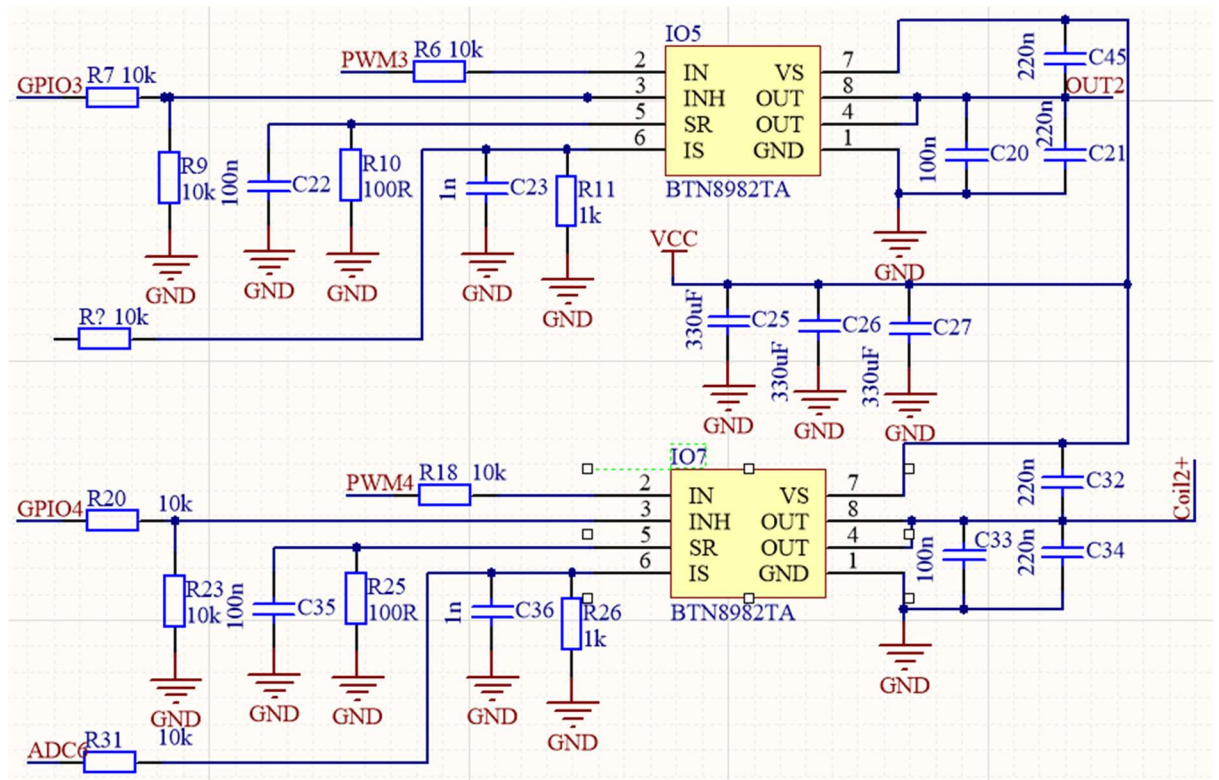 IO5
PWM3 R6 10k 2 IN VS 7 220n C45
GPIO3 R7 10k 3 INH OUT 8 OUT2
5 SR OUT 4 220n
6 IS GND 1
R9 10k 100n C22 R10 100R 1n C23 R11 1k BTN8982TA 100n C20 C21
GND GND GND GND GND GND
VCC
R? 10k
330uF C25 330uF C26 330uF C27
GND GND GND
IO7
PWM4 R18 10k 2 IN VS 7 220n C32 Coil2+
GPIO4 R20 10k 3 INH OUT 8
5 SR OUT 4 100n C33 220n C34
6 IS GND 1
R23 10k 100n C35 R25 100R 1n C36 R26 1k BTN8982TA
GND GND GND GND GND GND
ADC6 R31 10k